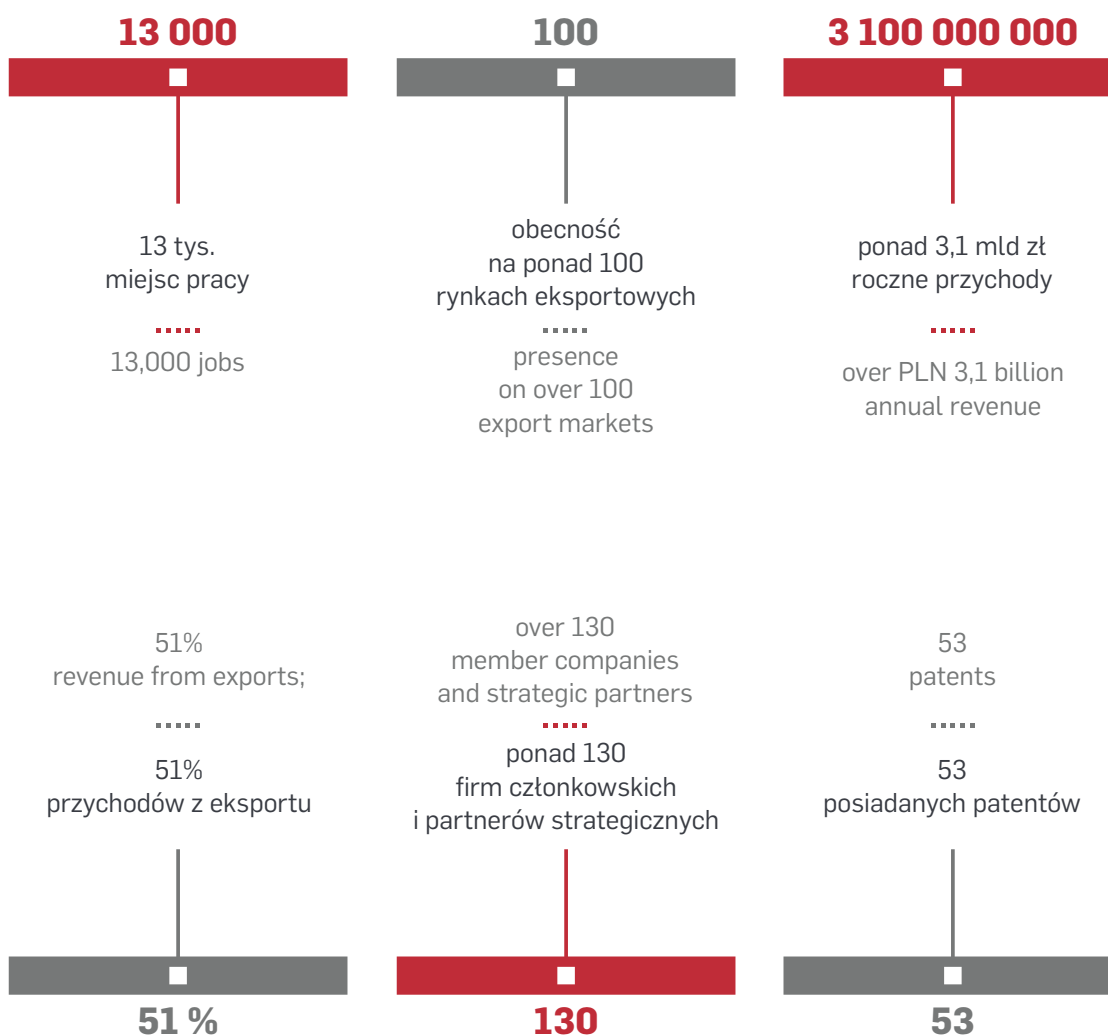 13 000
13 tys.
miejsc pracy
13,000 jobs
100
obecność
na ponad 100
rynkach eksportowych
presence
on over 100
export markets
3 100 000 000
ponad 3,1 mld zł
roczne przychody
over PLN 3,1 billion
annual revenue
51%
revenue from exports;
51%
przychodów z eksportu
51 %
over 130
member companies
and strategic partners
ponad 130
firm członkowskich
i partnerów strategicznych
130
53
patents
53
posiadanych patentów
53